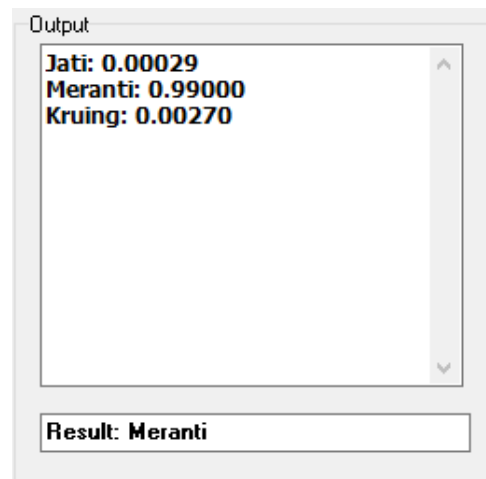 Output
Jati: 0.00029
Meranti: 0.99000
Kruing: 0.00270
Result: Meranti